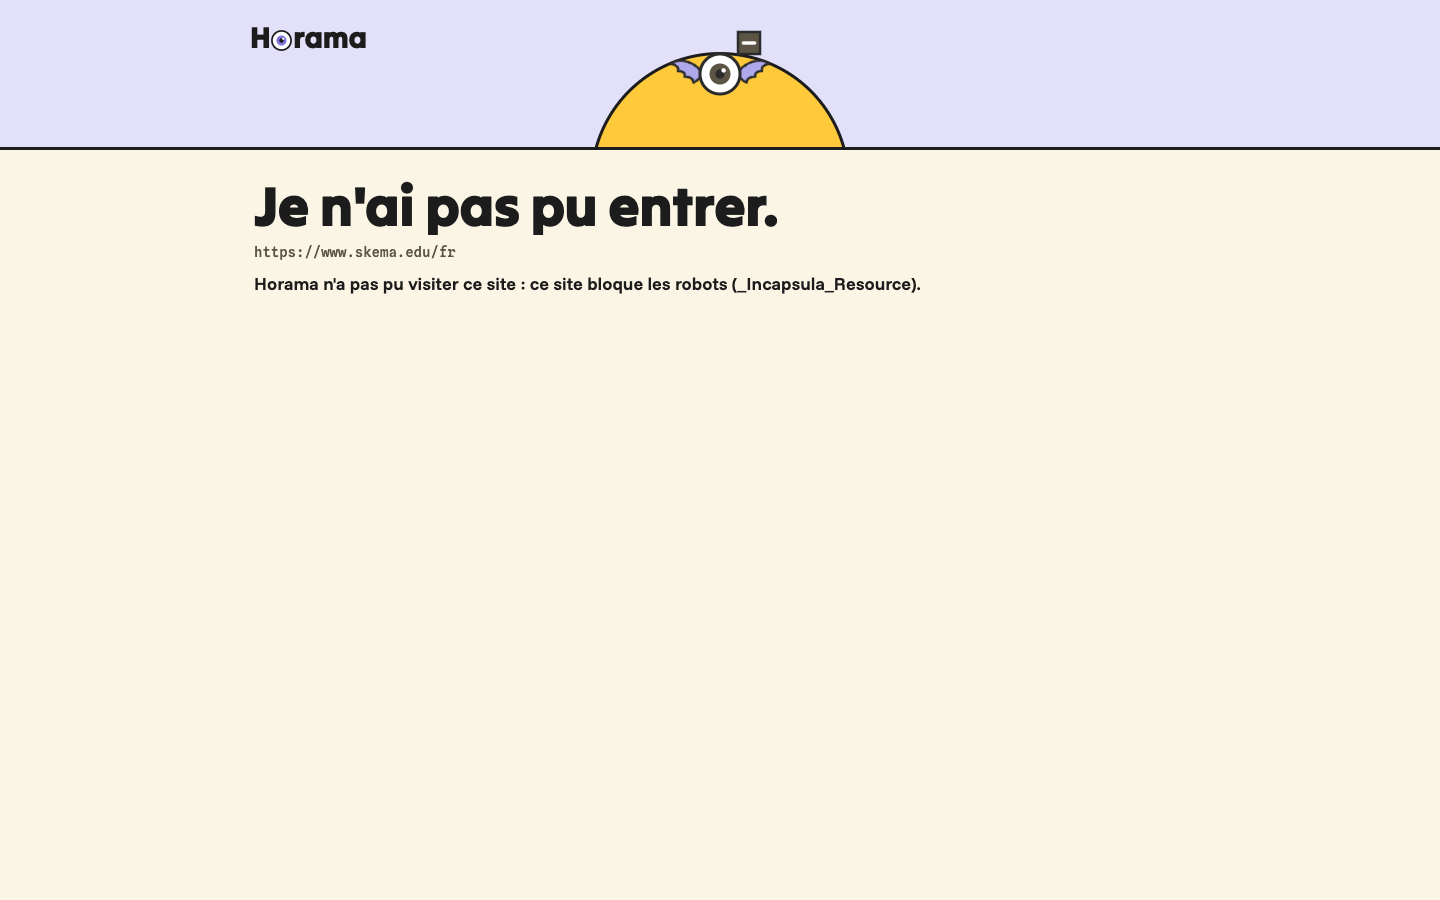 Horama
Je n'ai pas pu entrer.
https://www.skema.edu/fr
Horama n'a pas pu visiter ce site : ce site bloque les robots (_Incapsula_Resource).